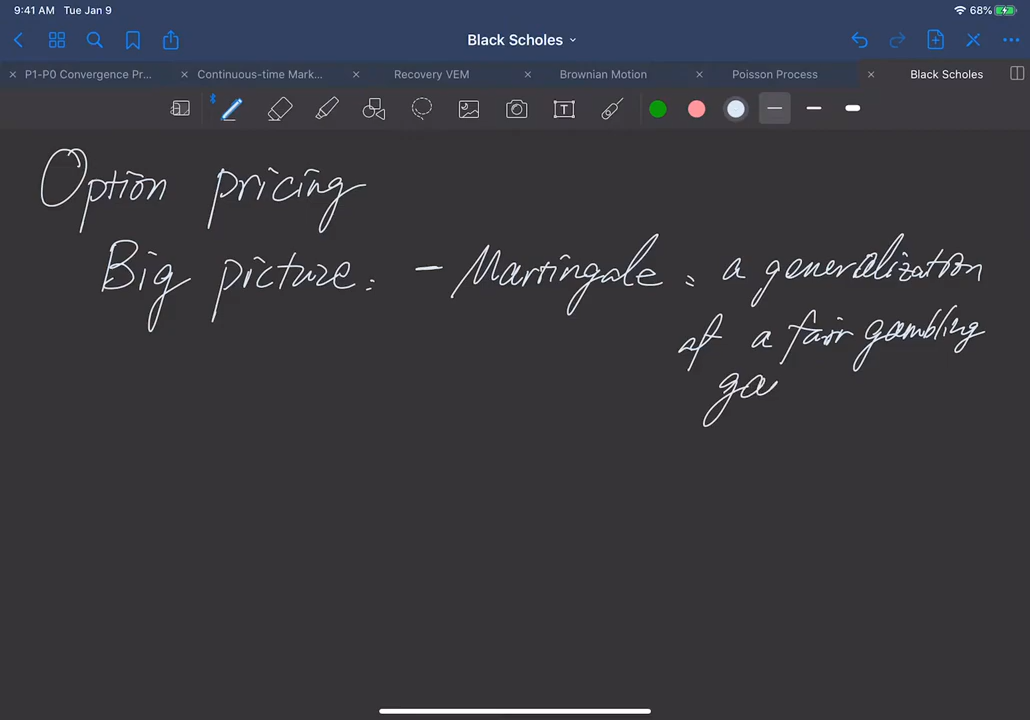 9:41 AM Tue Jan 9 68%
Black Scholes
P1-P0 Convergence Pr... Continuous-time Mark... Recovery VEM Brownian Motion Poisson Process Black Scholes
T
Option pricing
Big picture: - Martingale: a generalization
of a fair gambling
ga